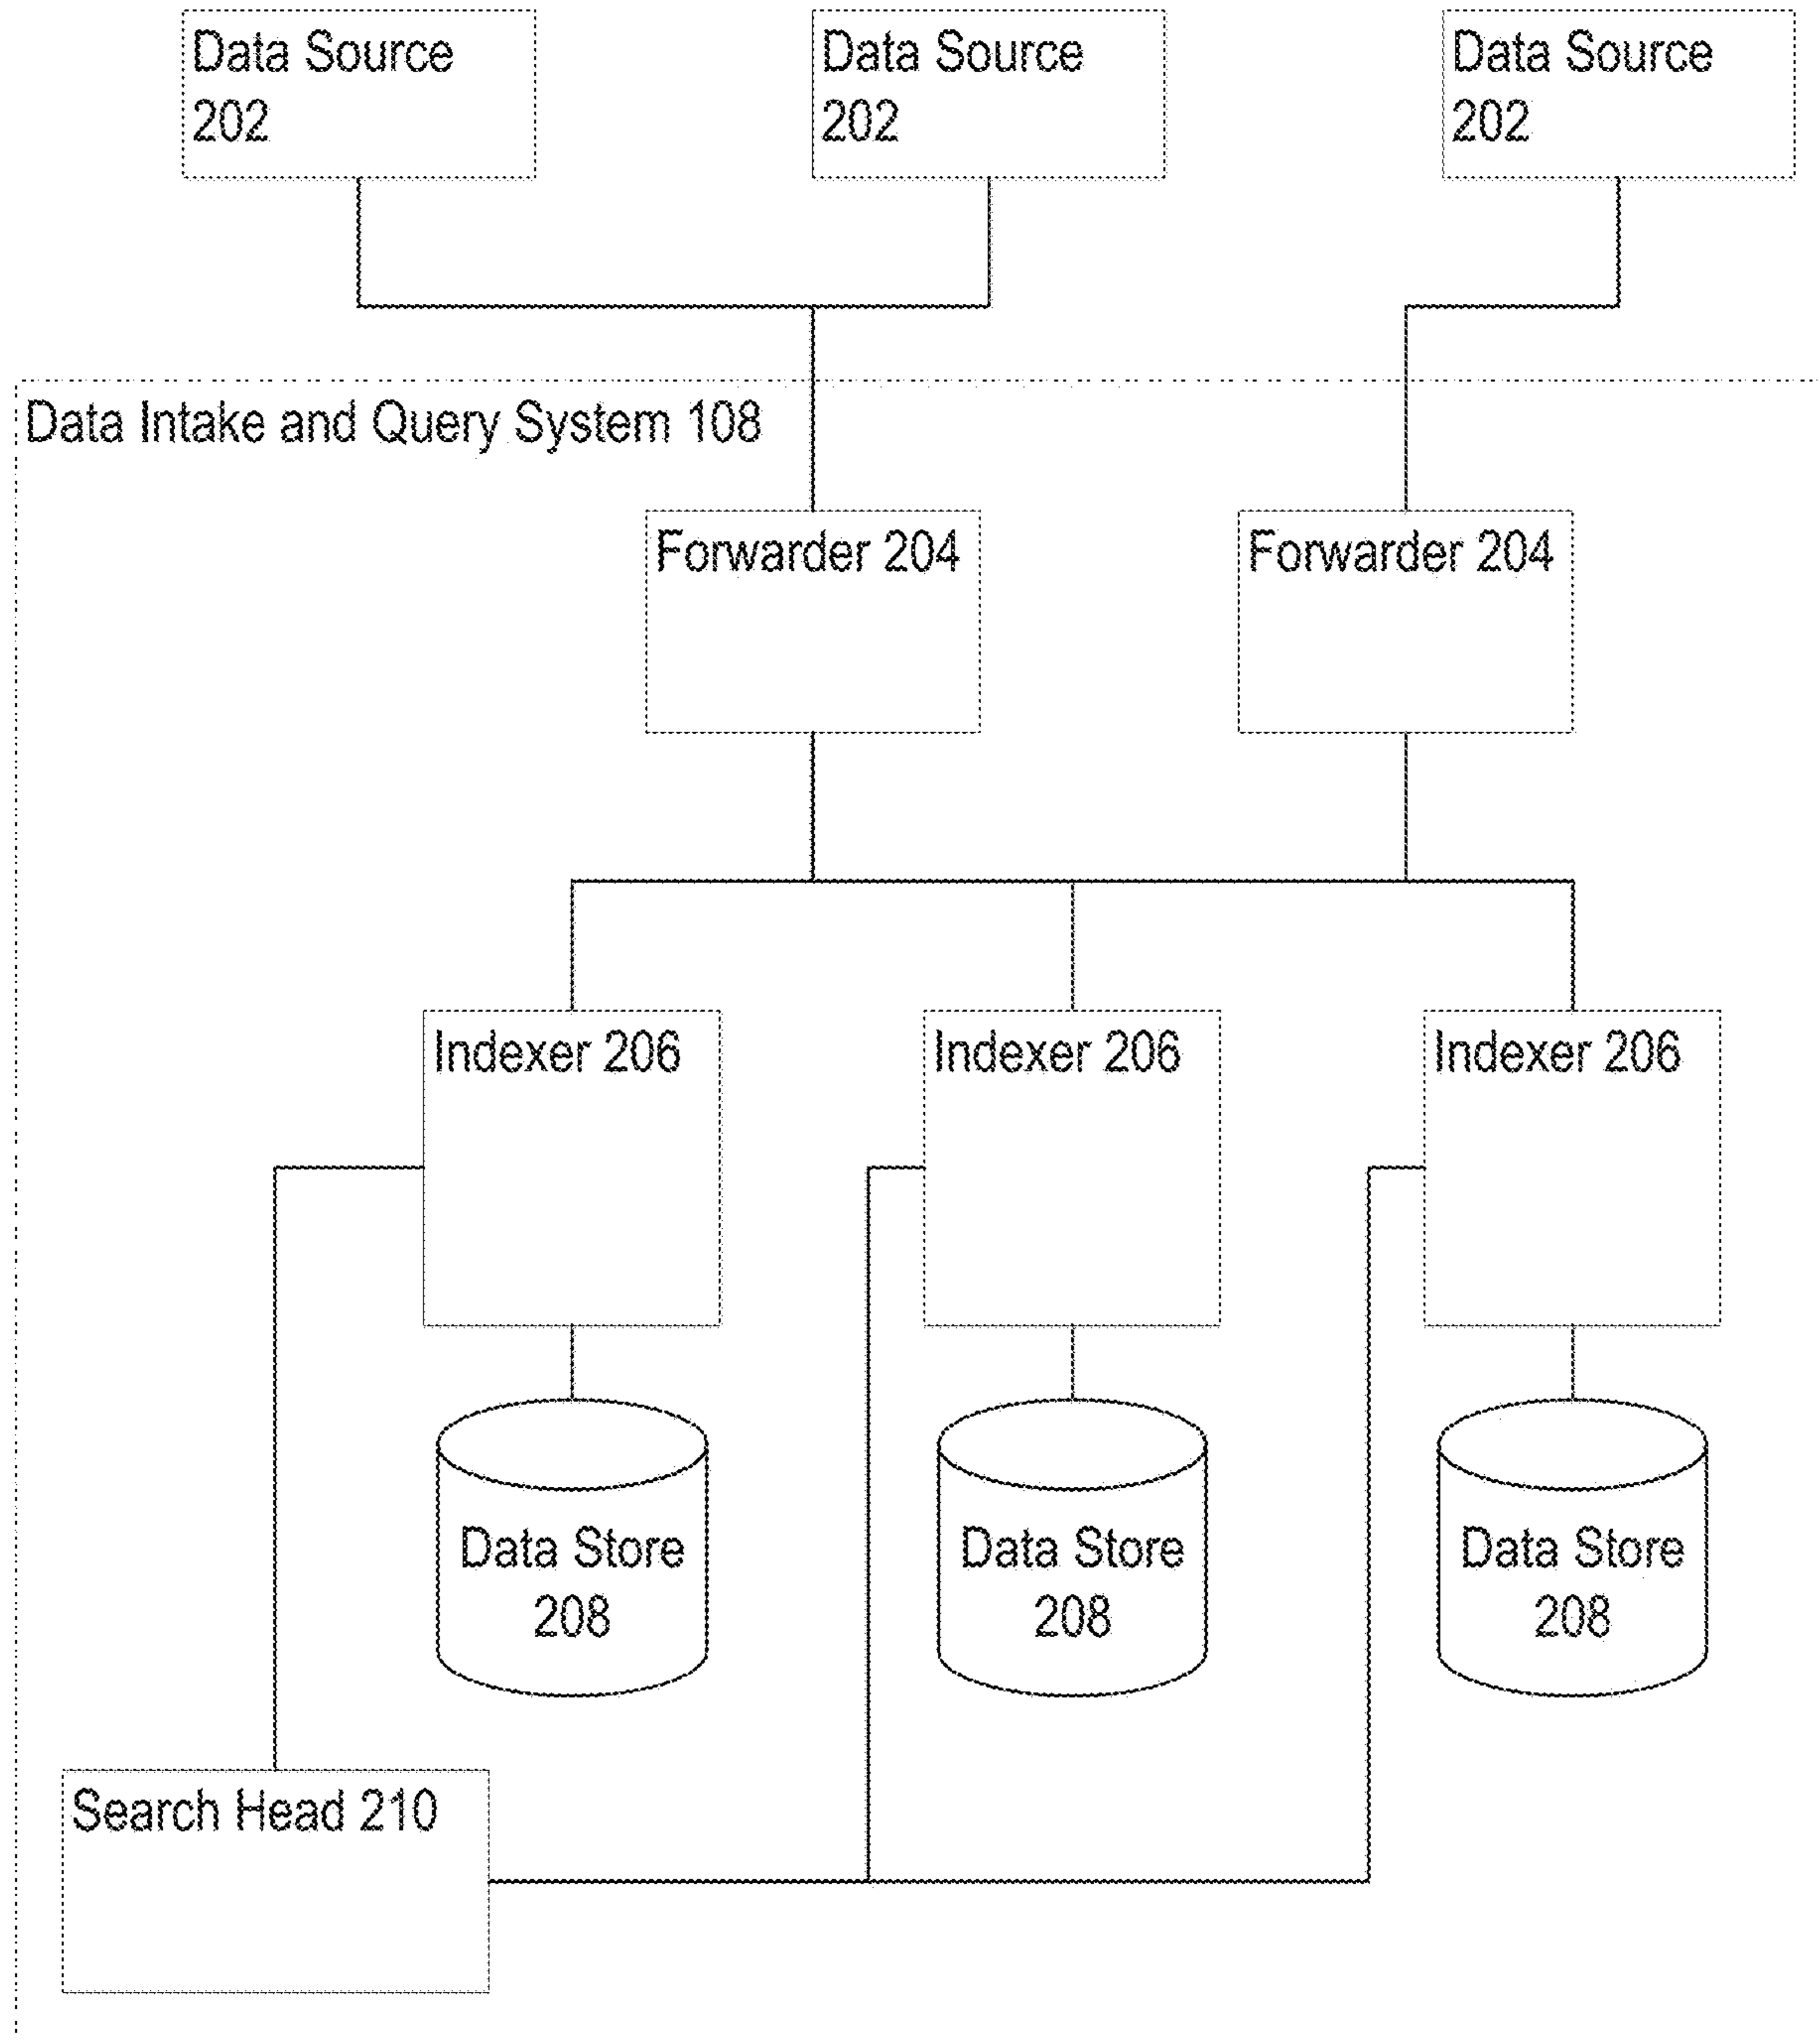 Data Source
202
Data Source
202
Data Source
202
Data Intake and Query System 108
Forwarder 204
Forwarder 204
Indexer 206
Indexer 206
Indexer 206
Data Store
208
Data Store
208
Data Store
208
Search Head 210